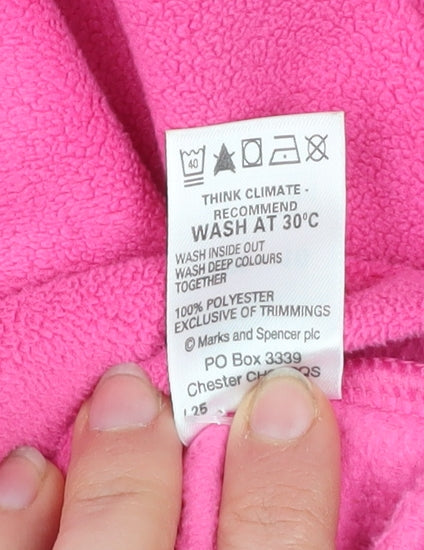 40
THINK CLIMATE -
RECOMMEND
WASH AT 30°C
WASH INSIDE OUT
WASH DEEP COLOURS
TOGETHER
100% POLYESTER
EXCLUSIVE OF TRIMMINGS
© Marks and Spencer plc
PO Box 3339
Chester